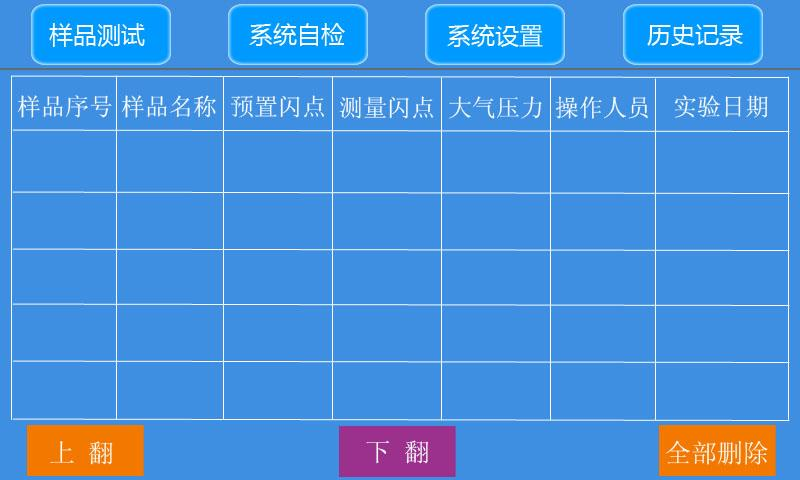 样品测试 系统自检 系统设置 历史记录
样品序号 样品名称 预置闪点 测量闪点 大气压力 操作人员 实验日期
上 翻 下 翻 全部删除